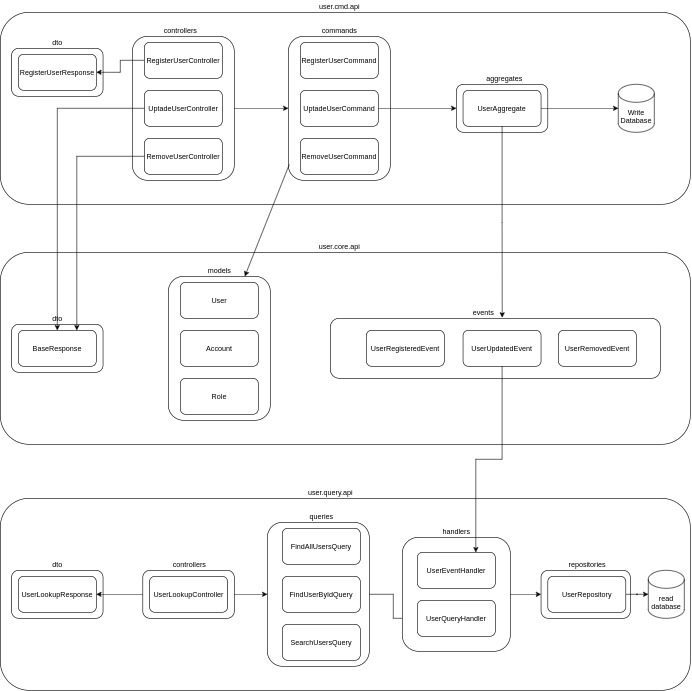 user.cmd.api
controllers
commands
dto
RegisterUserController
RegisterUserCommand
RegisterUserResponse
aggregates
UptadeUserController
UptadeUserCommand
UserAggregate
Write
Database
RemoveUserController
RemoveUserCommand
user.core.api
models
User
dto
events
BaseResponse
Account
UserRegisteredEvent
UserUpdatedEvent
UserRemovedEvent
Role
user.query.api
queries
handlers
FindAllUsersQuery
dto
controllers
repositories
UserEventHandler
UserLookupResponse
UserLookupController
FindUserByIdQuery
UserRepository
read
database
UserQueryHandler
SearchUsersQuery